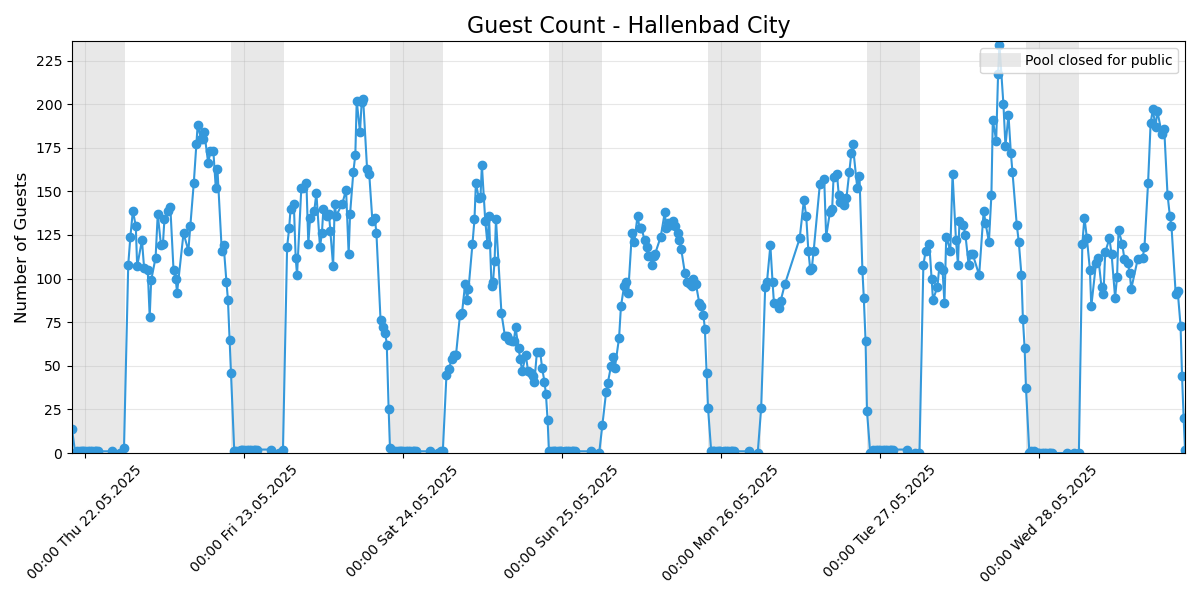 Guest Count - Hallenbad City
Pool closed for public
Number of Guests
225
200
175
150
125
100
75
50
25
0
00:00 Thu 22.05.2025
00:00 Fri 23.05.2025
00:00 Sat 24.05.2025
00:00 Sun 25.05.2025
00:00 Mon 26.05.2025
00:00 Tue 27.05.2025
00:00 Wed 28.05.2025